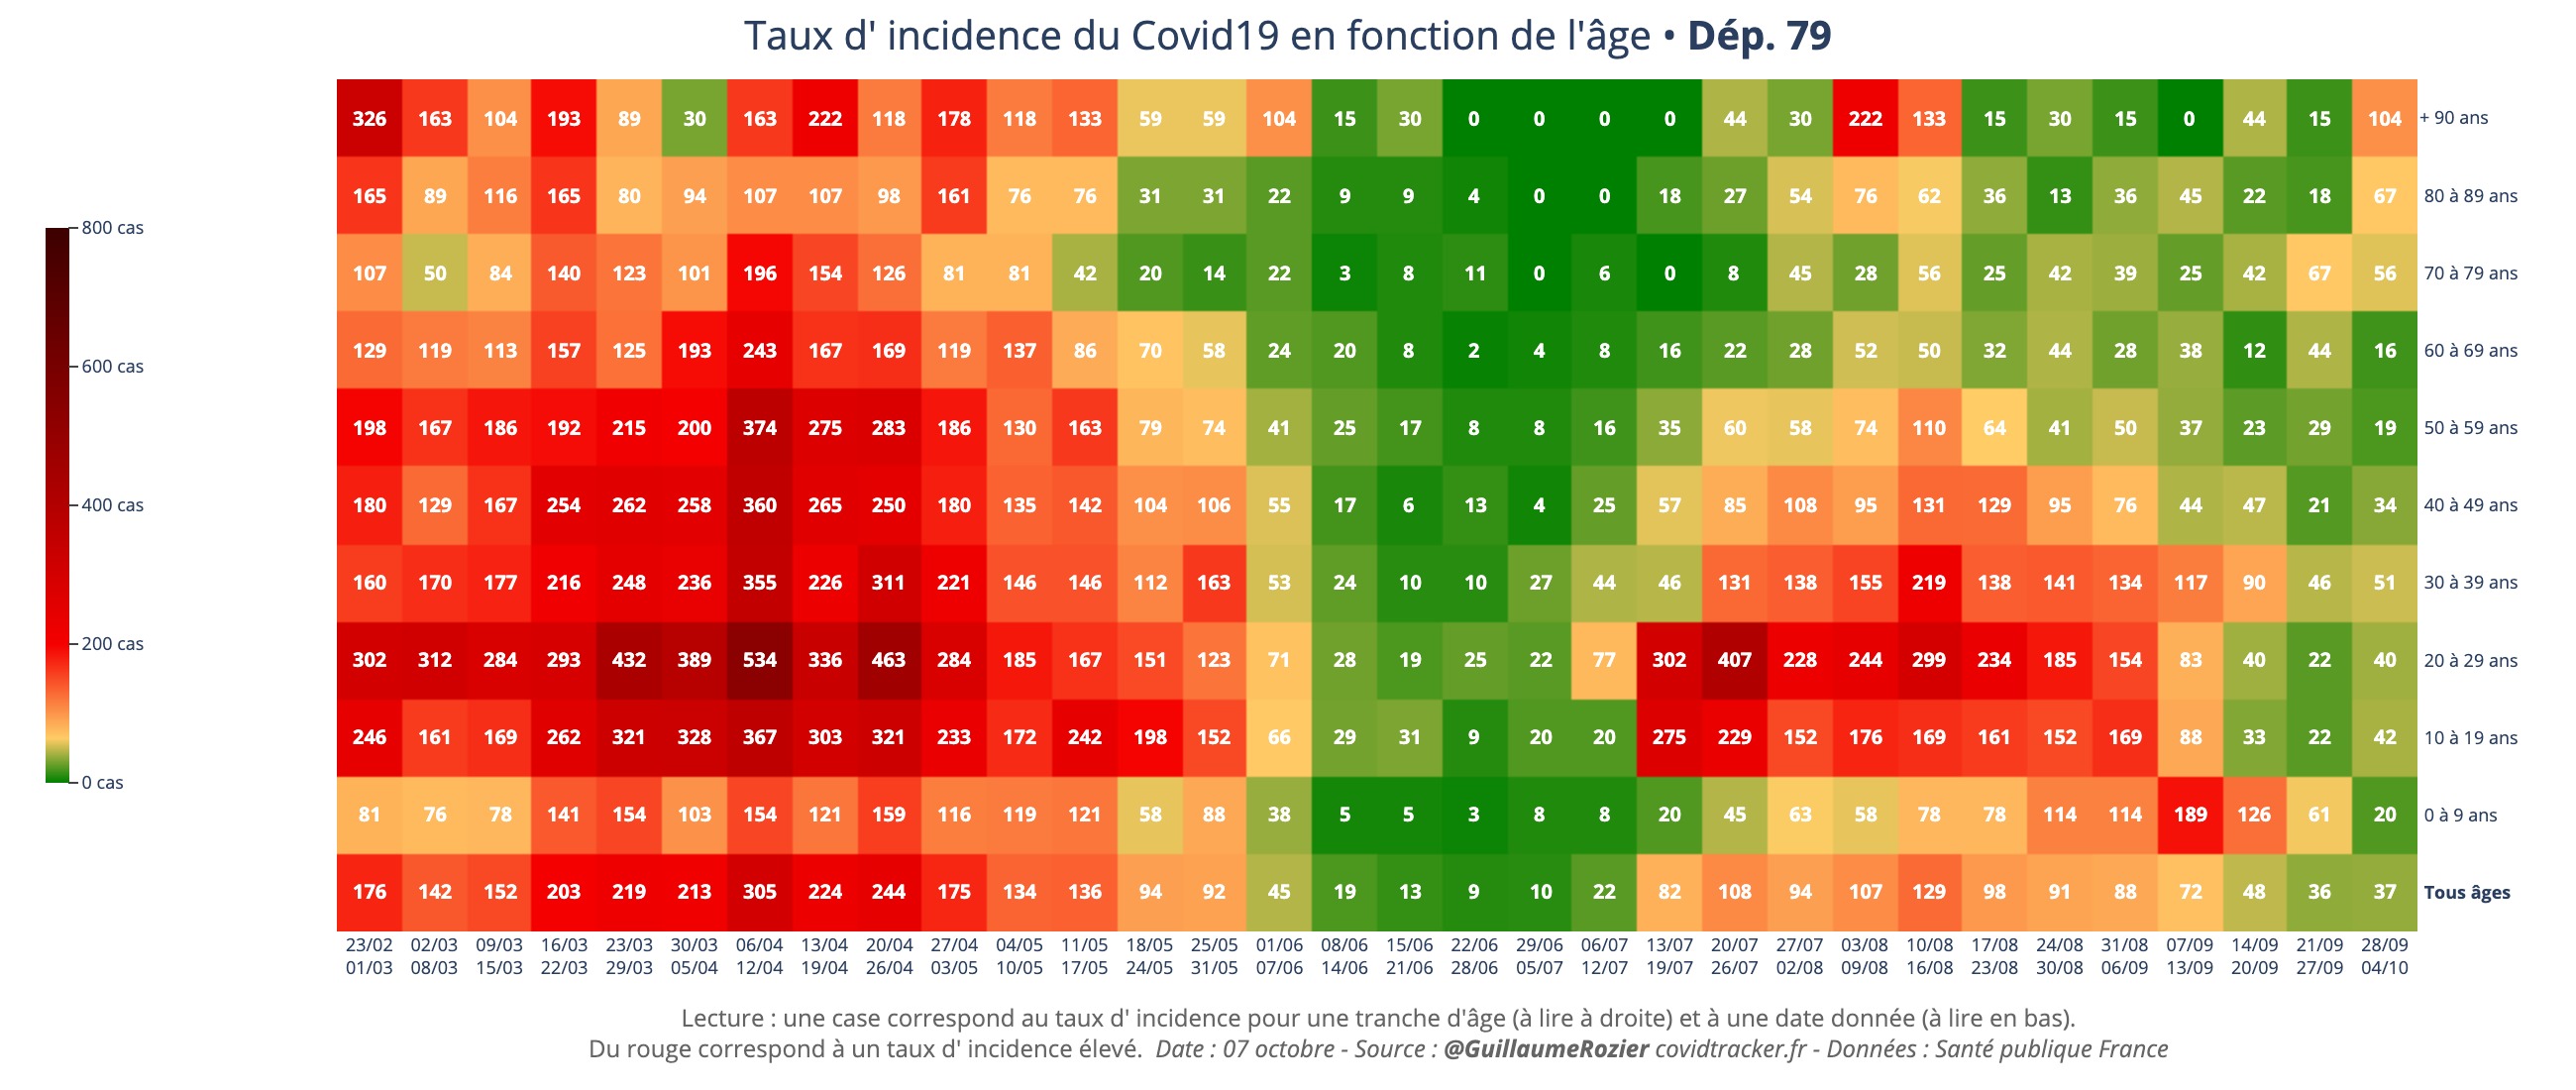 Taux d' incidence du Covid19 en fonction de l'âge • Dép. 79
800 cas
600 cas
400 cas
200 cas
0 cas
326 163 104 193 89 30 163 222 118 178 118 133 59 59 104 15 30 0 0 0 0 44 30 222 133 15 30 15 0 44 15 104 + 90 ans
165 89 116 165 80 94 107 107 98 161 76 76 31 31 22 9 9 4 0 0 18 27 54 76 62 36 13 36 45 22 18 67 80 à 89 ans
107 50 84 140 123 101 196 154 126 81 81 42 20 14 22 3 8 11 0 6 0 8 45 28 56 25 42 39 25 42 67 56 70 à 79 ans
129 119 113 157 125 193 243 167 169 119 137 86 70 58 24 20 8 2 4 8 16 22 28 52 50 32 44 28 38 12 44 16 60 à 69 ans
198 167 186 192 215 200 374 275 283 186 130 163 79 74 41 25 17 8 8 16 35 60 58 74 110 64 41 50 37 23 29 19 50 à 59 ans
180 129 167 254 262 258 360 265 250 180 135 142 104 106 55 17 6 13 4 25 57 85 108 95 131 129 95 76 44 47 21 34 40 à 49 ans
160 170 177 216 248 236 355 226 311 221 146 146 112 163 53 24 10 10 27 44 46 131 138 155 219 138 141 134 117 90 46 51 30 à 39 ans
302 312 284 293 432 389 534 336 463 284 185 167 151 123 71 28 19 25 22 77 302 407 228 244 299 234 185 154 83 40 22 40 20 à 29 ans
246 161 169 262 321 328 367 303 321 233 172 242 198 152 66 29 31 9 20 20 275 229 152 176 169 161 152 169 88 33 22 42 10 à 19 ans
81 76 78 141 154 103 154 121 159 116 119 121 58 88 38 5 5 3 8 8 20 45 63 58 78 78 114 114 189 126 61 20 0 à 9 ans
176 142 152 203 219 213 305 224 244 175 134 136 94 92 45 19 13 9 10 22 82 108 94 107 129 98 91 88 72 48 36 37 Tous âges
23/02 02/03 09/03 16/03 23/03 30/03 06/04 13/04 20/04 27/04 04/05 11/05 18/05 25/05 01/06 08/06 15/06 22/06 29/06 06/07 13/07 20/07 27/07 03/08 10/08 17/08 24/08 31/08 07/09 14/09 21/09 28/09
01/03 08/03 15/03 22/03 29/03 05/04 12/04 19/04 26/04 03/05 10/05 17/05 24/05 31/05 07/06 14/06 21/06 28/06 05/07 12/07 19/07 26/07 02/08 09/08 16/08 23/08 30/08 06/09 13/09 20/09 27/09 04/10
Lecture : une case correspond au taux d' incidence pour une tranche d'âge (à lire à droite) et à une date donnée (à lire en bas).
Du rouge correspond à un taux d' incidence élevé. Date : 07 octobre - Source : @GuillaumeRozier covidtracker.fr - Données : Santé publique France